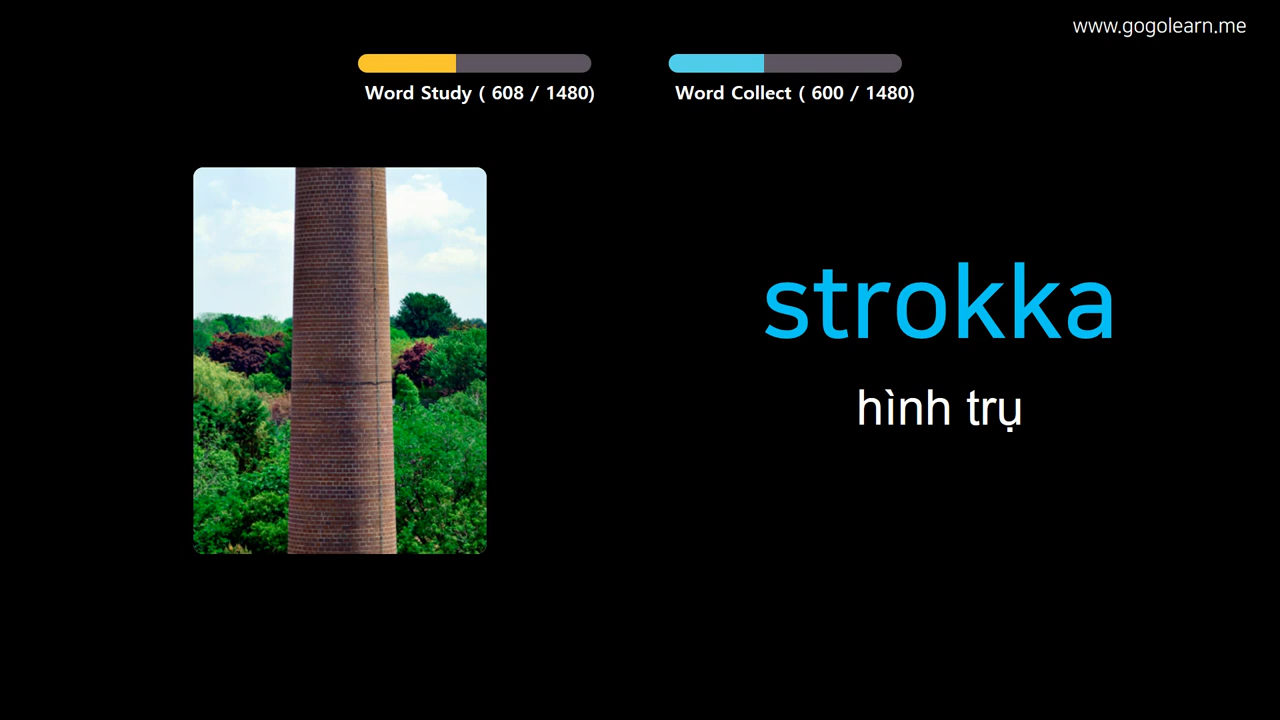 www.gogolearn.me
Word Study ( 608 / 1480)
Word Collect ( 600 / 1480)
strokka
hình trụ